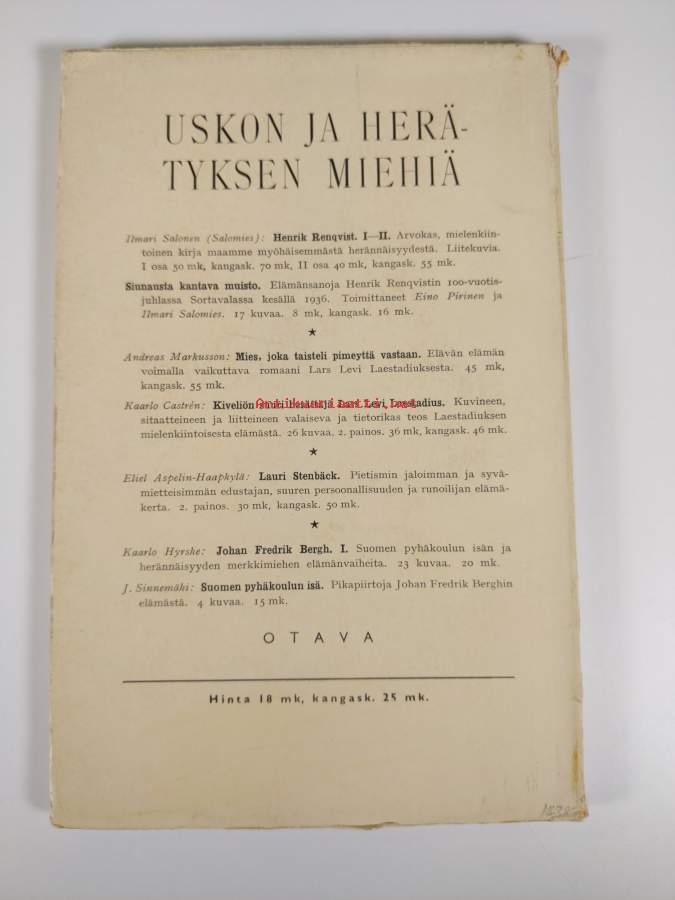 USKON JA HERÄ-
TYKSEN MIEHIÄ
Ilmari Salonen (Salomies): Henrik Renqvist. I—II. Arvokas, mielenkiin-
toinen kirja maamme myöhäisemmästä herännäisyydestä. Liitekuvia.
I osa 50 mk, kangask. 70 mk, II osa 40 mk, kangask. 55 mk.
Siunausta kantava muisto. Elämänsanoja Henrik Renqvistin 100-vuotis-
juhlassa Sortavalassa kesällä 1936. Toimittaneet Eino Pirinen ja
Ilmari Salomies. 17 kuvaa. 8 mk, kangask. 16 mk.
★
Andreas Markusson: Mies, joka taisteli pimeyttä vastaan. Elävän elämän
voimalla vaikuttava romaani Lars Levi Laestadiuksesta. 45 mk,
kangask. 55 mk.
Kaarlo Castrén: Kiveliön Lars Levi Laestadius. Kuvineen,
sitaatteineen ja liitteineen valaiseva ja tietorikas teos Laestadiuksen
mielenkiintoisesta elämästä. 26 kuvaa. 2. painos. 36 mk, kangask. 46 mk.
★
Eliel Aspelin-Haapkylä: Lauri Stenbäck. Pietismin jaloimman ja syvä-
mietteisimmän edustajan, suuren persoonallisuuden ja runoilijan elämä-
kerta. 2. painos. 30 mk, kangask. 50 mk.
★
Kaarlo Hyrske: Johan Fredrik Bergh. I. Suomen pyhäkoulun isän ja
herännäisyyden merkkimiehen elämänvaiheita. 23 kuvaa. 20 mk.
J. Sinnemäki: Suomen pyhäkoulun isä. Pikapiirtoja Johan Fredrik Berghin
elämästä. 4 kuvaa. 15 mk.
OTAVA
Hinta 18 mk, kangask. 25 mk.